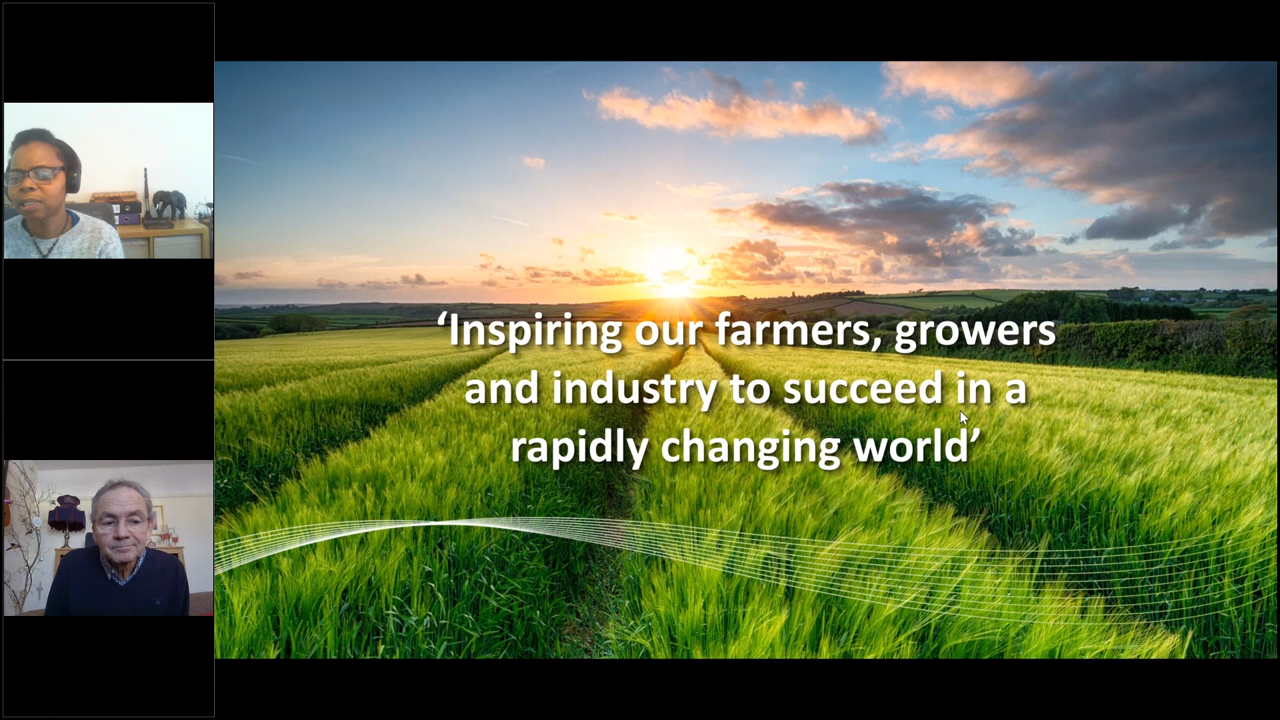 ‘Inspiring our farmers, growers
and industry to succeed in a
rapidly changing world’